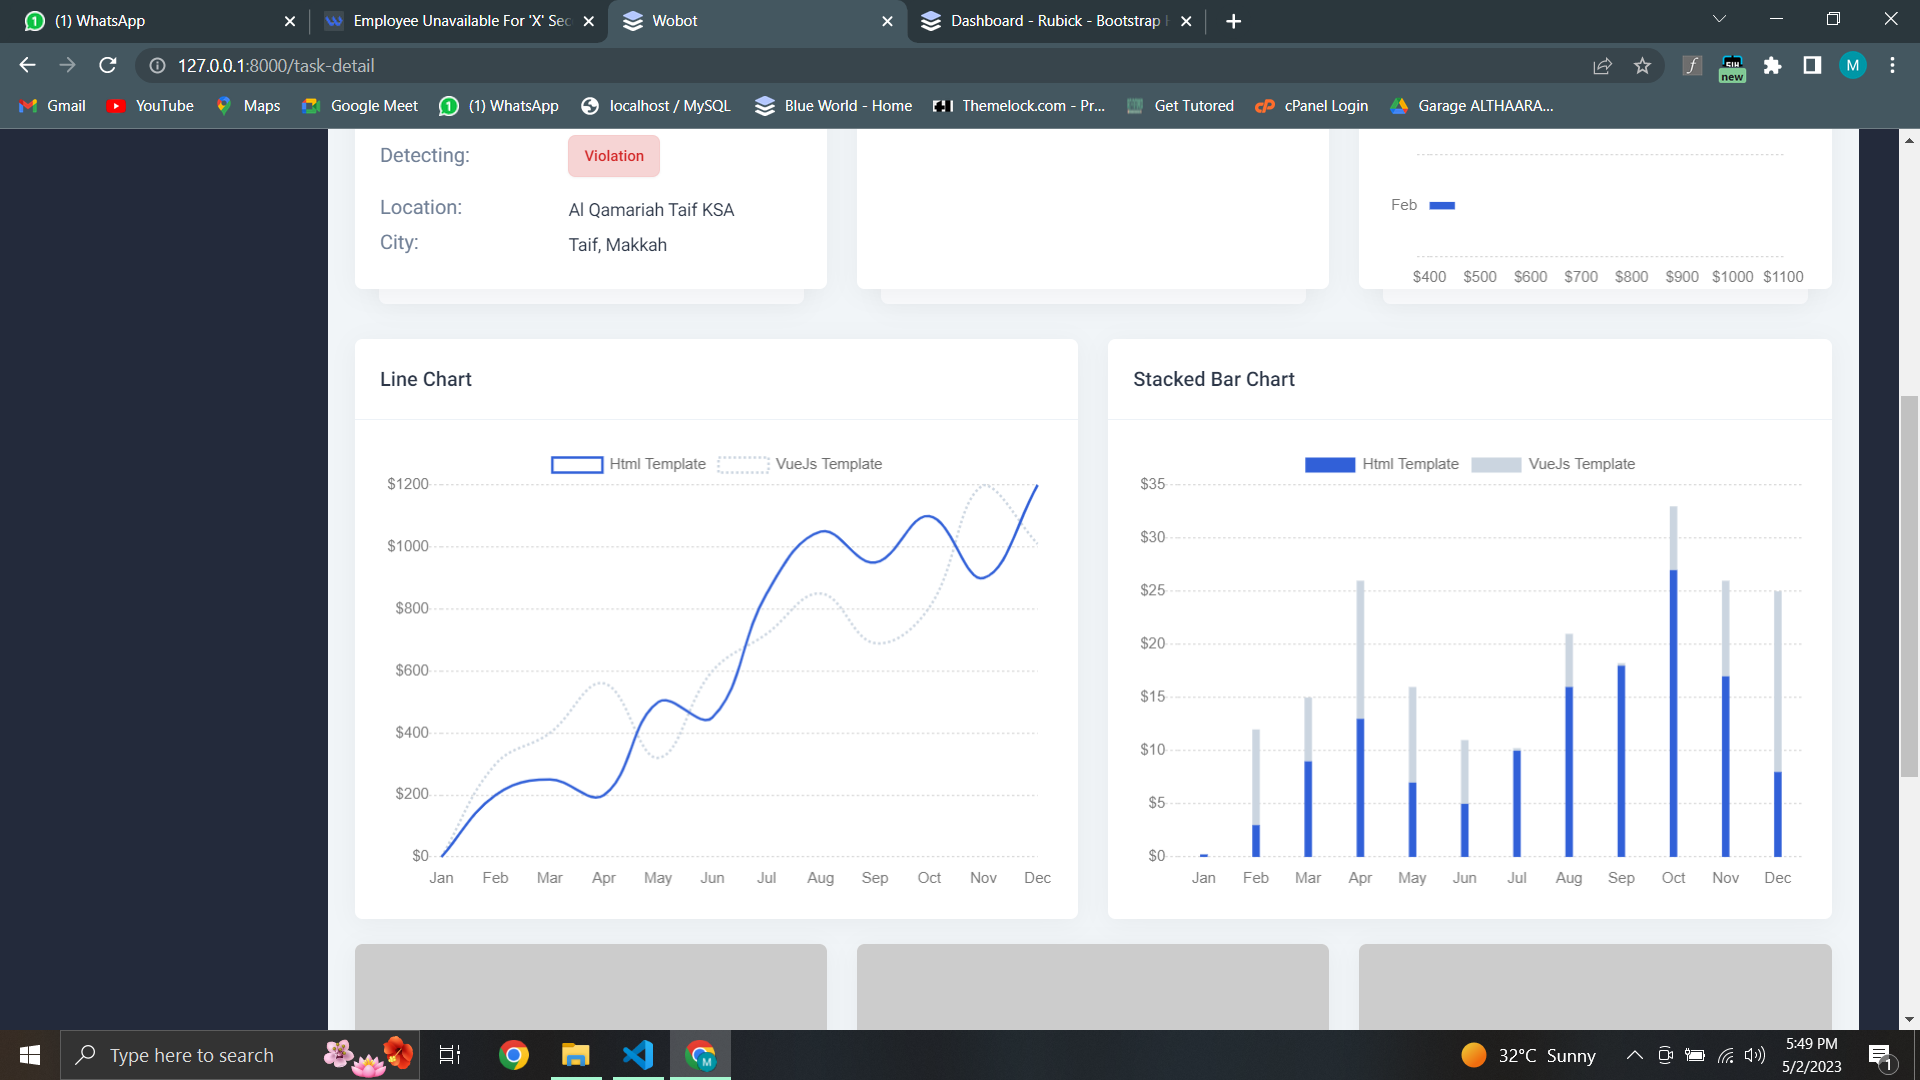 (1) WhatsApp
Employee Unavailable For 'X' Sec
Wobot
Dashboard - Rubick - Bootstrap H
127.0.0.1:8000/task-detail
new
M
Gmail
YouTube
Maps
Google Meet
(1) WhatsApp
localhost / MySQL
Blue World - Home
Themelock.com - Pr...
Get Tutored
cPanel Login
Garage ALTHAARA...
Detecting:
Violation
Location:
Al Qamariah Taif KSA
City:
Taif, Makkah
Feb
$400 $500 $600 $700 $800 $900 $1000 $1100
Line Chart
Html Template
VueJs Template
$1200
$1000
$800
$600
$400
$200
$0
Jan Feb Mar Apr May Jun Jul Aug Sep Oct Nov Dec
Stacked Bar Chart
Html Template
VueJs Template
$35
$30
$25
$20
$15
$10
$5
$0
Jan Feb Mar Apr May Jun Jul Aug Sep Oct Nov Dec
Type here to search
M
32°C Sunny
5:49 PM
5/2/2023
1